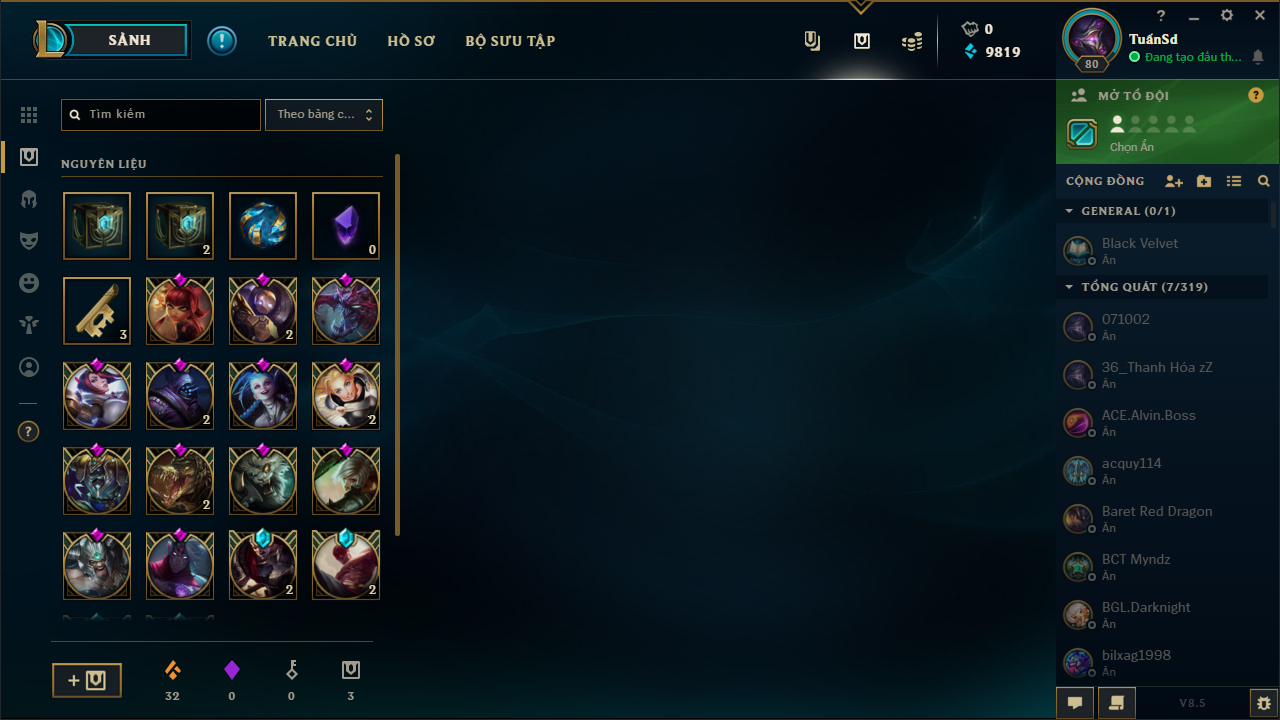 SẢNH
TRANG CHỦ
HỒ SƠ
BỘ SƯU TẬP
0
9819
?
80
TuấnSd
Đang tạo đấu th...
MỞ TỔ ĐỘI
?
Chọn Ẩn
Tìm kiếm
Theo bảng c...
NGUYÊN LIỆU
2
0
3
2
2
2
2
2
2
?
+
32
0
0
3
CỘNG ĐỒNG
GENERAL (0/1)
Black Velvet
Ẩn
TỔNG QUÁT (7/319)
071002
Ẩn
36_Thanh Hóa zZ
Ẩn
ACE.Alvin.Boss
Ẩn
acquy114
Ẩn
Baret Red Dragon
Ẩn
BCT Myndz
Ẩn
BGL.Darknight
Ẩn
bilxag1998
Ẩn
V8.5